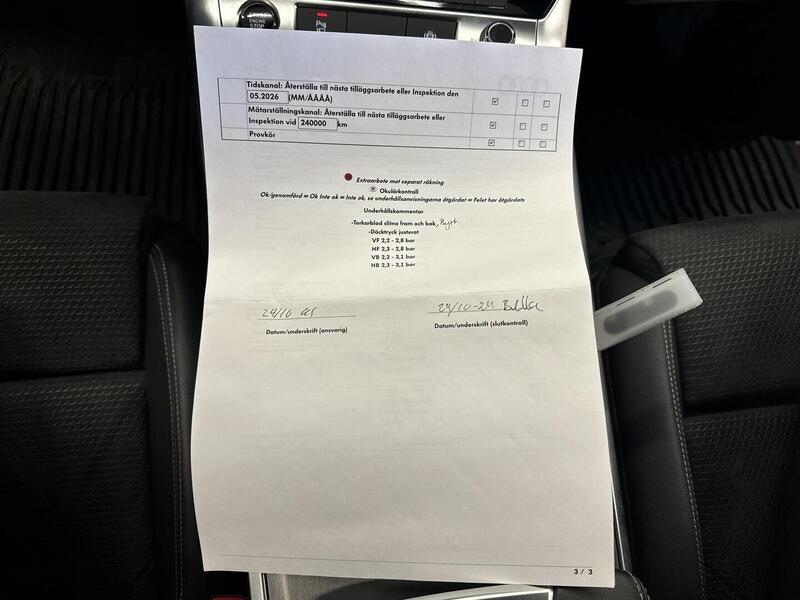 ENGINE
STOP
Tidskanal: Återställa till nästa tilläggsarbete eller Inspektion den
05.2026 (MM/ÅÅÅÅ)
Mätarställningskanal: Återställa till nästa tilläggsarbete eller
Inspektion vid 240000 km
Provkör
Extraarbete mot separat räkning
Okulärkontroll
Ok/genomförd = Ok Inte ok = Inte ok, se underhållsanvisningarna åtgärdat = Felet har åtgärdats
Underhållskommentar
-Torkarblad slitna fram och bak,
-Däcktryck justerat
VF 2,2 - 2,8 bar
HF 2,3 - 2,8 bar
VB 2,2 - 3,1 bar
HB 2,3 - 3,1 bar
24/10
24/10-24
Datum/underskrift (ansvarig)
Datum/underskrift (slutkontroll)
3 / 3